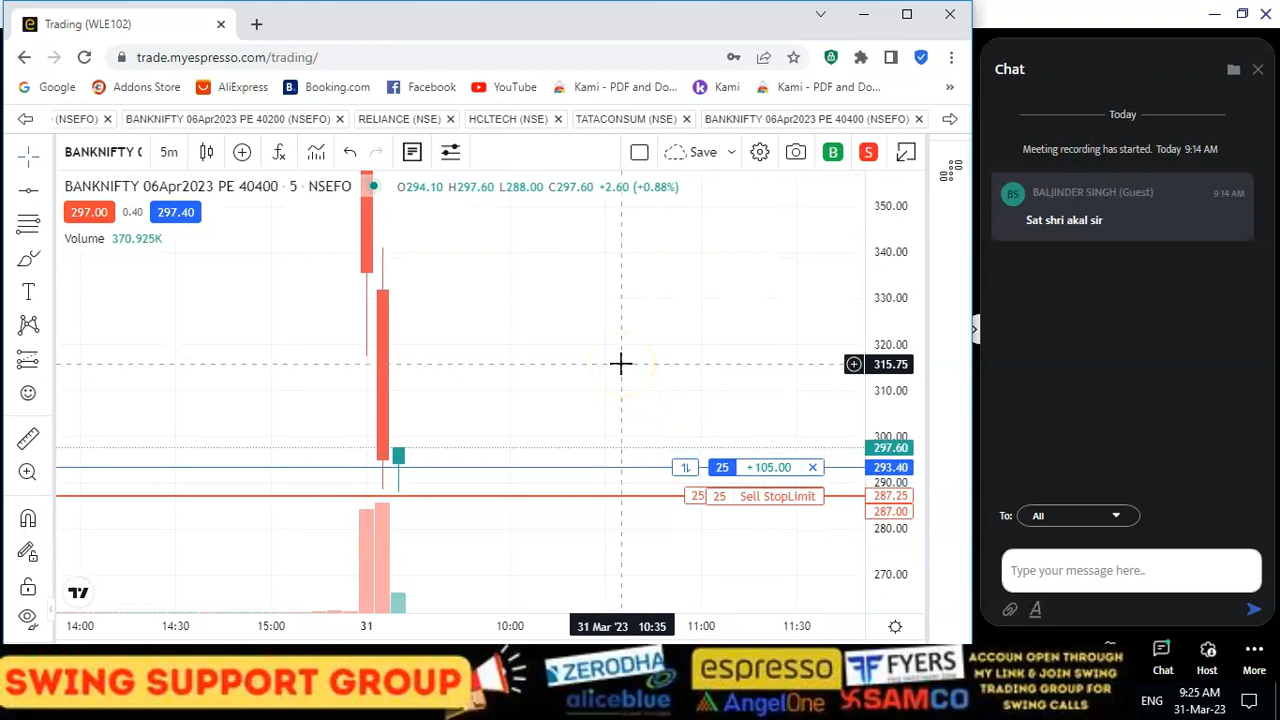 Trading (WLE102)
trade.myespresso.com/trading/
Google Addons Store AliExpress Booking.com Facebook YouTube Kami - PDF and Do... Kami Kami - PDF and Do... »
(NSEFO) BANKNIFTY 06Apr2023 PE 40200 (NSEFO) RELIANCE (NSE) HCLTECH (NSE) TATACONSUM (NSE) BANKNIFTY 06Apr2023 PE 40400 (NSEFO)
BANKNIFTY 0 5m Save B S
BANKNIFTY 06Apr2023 PE 40400 · 5 · NSEFO O294.10 H297.60 L288.00 C297.60 +2.60 (+0.88%)
297.00 0.40 297.40
Volume 370.925K
350.00
340.00
330.00
320.00
315.75
310.00
300.00
297.60
25 +105.00 293.40
290.00
25 25 Sell StopLimit 287.25
287.00
280.00
270.00
14:00 14:30 15:00 31 10:00 31 Mar '23 10:35 11:00 11:30
Chat
Today
Meeting recording has started. Today 9:14 AM
BS BALJINDER SINGH (Guest) 9:14 AM
Sat shri akal sir
To: All
Type your message here..
Chat Host More
SWING SUPPORT GROUP
ZERODHA espresso FYERS
aliceblue AngelOne SAMCO
ACCOUN OPEN THROUGH
MY LINK & JOIN SWING
TRADING GROUP FOR
SWING CALLS
ENG 9:25 AM
31-Mar-23